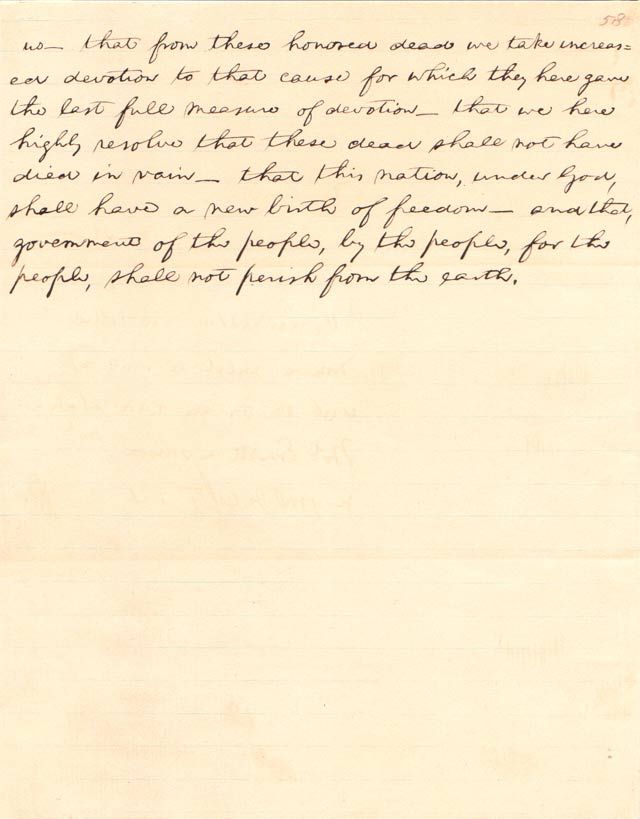 58
us— that from these honored dead we take increas=
ed devotion to that cause for which they here gave
the last full measure of devotion— that we here
highly resolve that these dead shall not have
died in vain— that this nation, under God,
shall have a new birth of freedom— and that,
government of the people, by the people, for the
people, shall not perish from the earth.